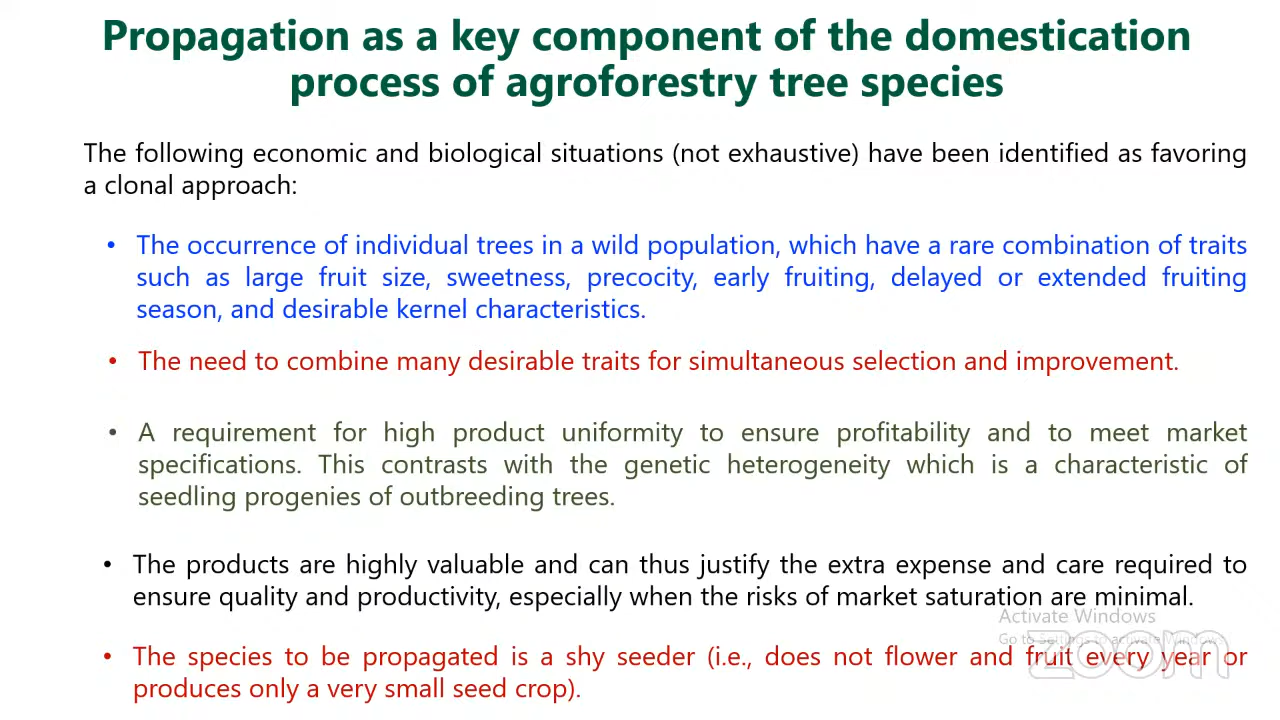 Propagation as a key component of the domestication
process of agroforestry tree species
The following economic and biological situations (not exhaustive) have been identified as favoring
a clonal approach:
• The occurrence of individual trees in a wild population, which have a rare combination of traits
such as large fruit size, sweetness, precocity, early fruiting, delayed or extended fruiting
season, and desirable kernel characteristics.
• The need to combine many desirable traits for simultaneous selection and improvement.
• A requirement for high product uniformity to ensure profitability and to meet market
specifications. This contrasts with the genetic heterogeneity which is a characteristic of
seedling progenies of outbreeding trees.
• The products are highly valuable and can thus justify the extra expense and care required to
ensure quality and productivity, especially when the risks of market saturation are minimal.
Activate Windows
Go to Settings to activate Windows.
zoom
• The species to be propagated is a shy seeder (i.e., does not flower and fruit every year or
produces only a very small seed crop).